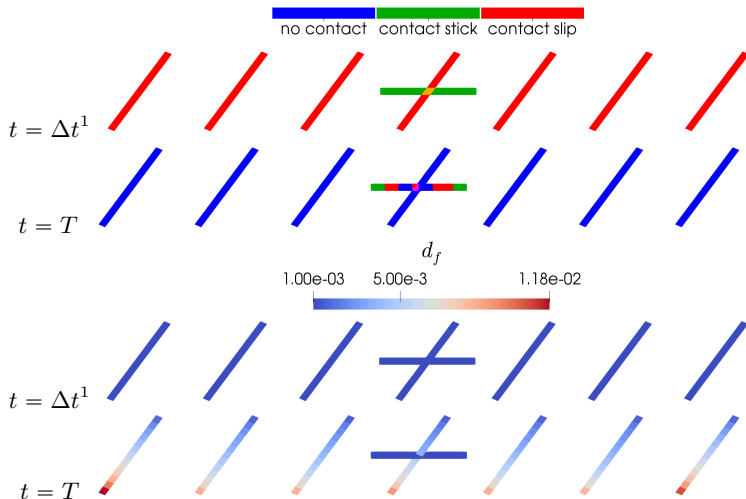 no contact contact stick contact slip
t = Δt¹
t = T
d_f
1.00e-03 5.00e-3 1.18e-02
t = Δt¹
t = T